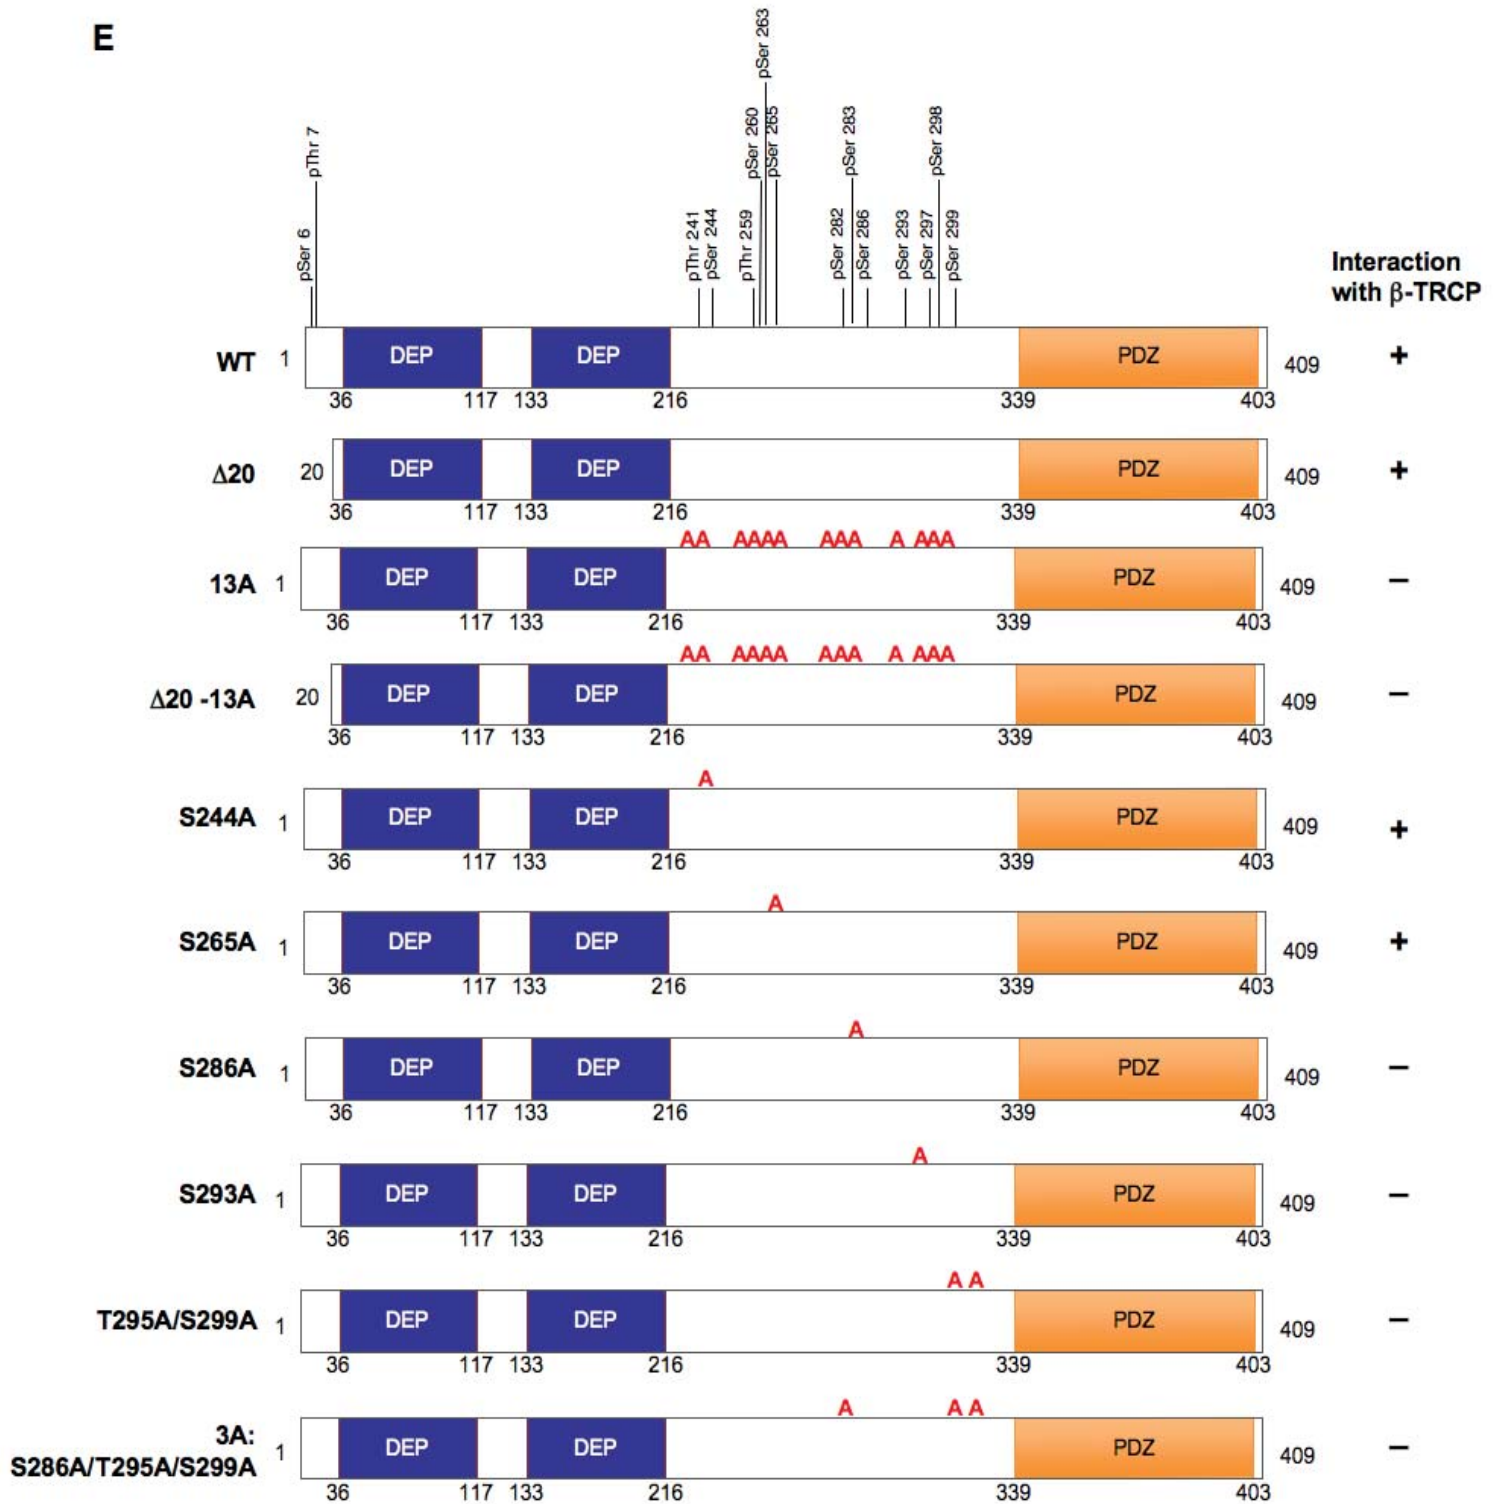 E
pSer 6
pThr 7
pThr 241
pSer 244
pThr 259
pSer 260
pSer 263
pSer 265
pSer 282
pSer 283
pSer 286
pSer 293
pSer 297
pSer 298
pSer 299
Interaction
with β-TRCP
WT 1 DEP DEP PDZ 409 +
36 117 133 216 339 403
Δ20 20 DEP DEP PDZ 409 +
36 117 133 216 339 403
AA AAAA AAA A AAA
13A 1 DEP DEP PDZ 409 −
36 117 133 216 339 403
AA AAAA AAA A AAA
Δ20 -13A 20 DEP DEP PDZ 409 −
36 117 133 216 339 403
A
S244A 1 DEP DEP PDZ 409 +
36 117 133 216 339 403
A
S265A 1 DEP DEP PDZ 409 +
36 117 133 216 339 403
A
S286A 1 DEP DEP PDZ 409 −
36 117 133 216 339 403
A
S293A 1 DEP DEP PDZ 409 −
36 117 133 216 339 403
A A
T295A/S299A 1 DEP DEP PDZ 409 −
36 117 133 216 339 403
A A A
3A:
S286A/T295A/S299A 1 DEP DEP PDZ 409 −
36 117 133 216 339 403